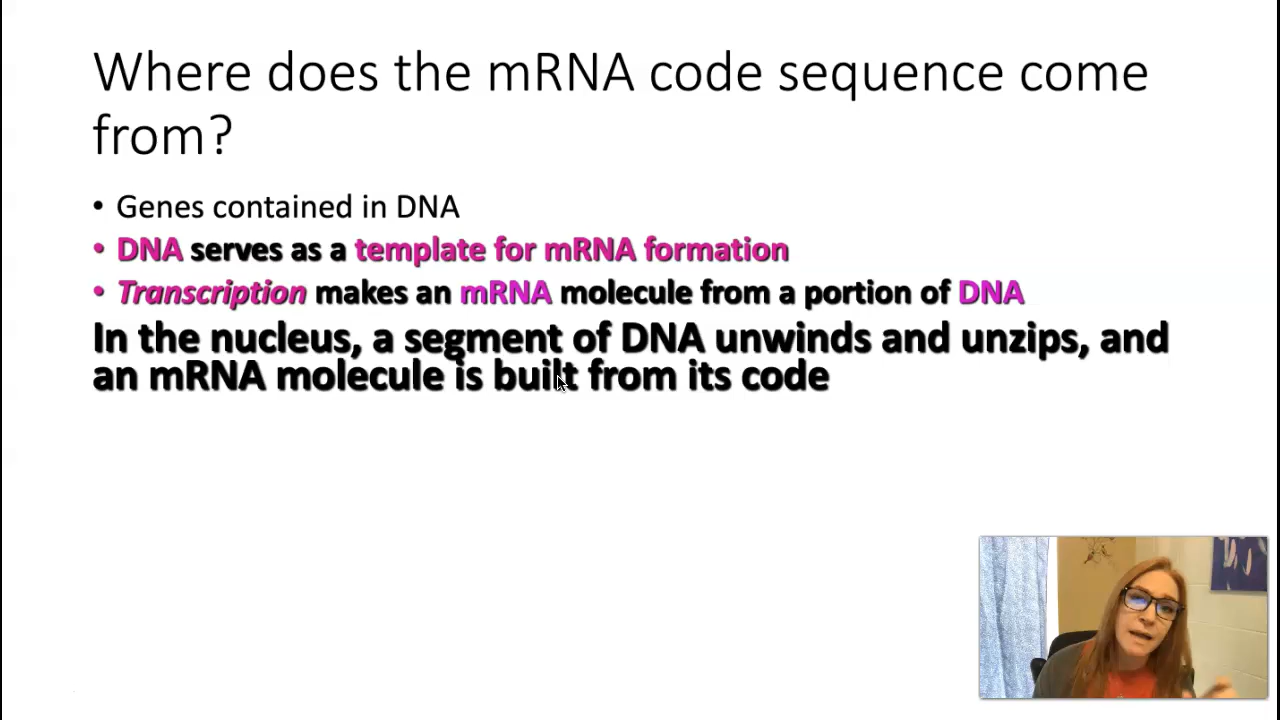 Where does the mRNA code sequence come
from?
• Genes contained in DNA
• DNA serves as a template for mRNA formation
• Transcription makes an mRNA molecule from a portion of DNA
In the nucleus, a segment of DNA unwinds and unzips, and
an mRNA molecule is built from its code